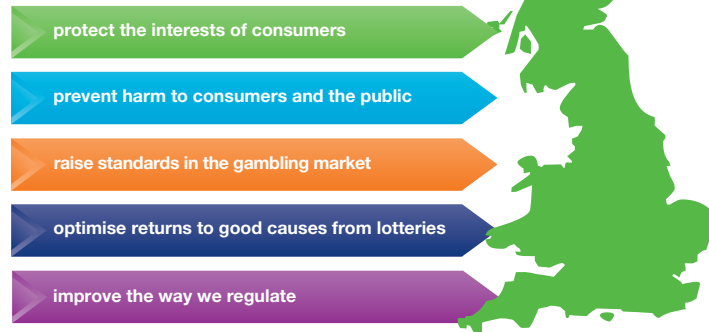 protect the interests of consumers
prevent harm to consumers and the public
raise standards in the gambling market
optimise returns to good causes from lotteries
improve the way we regulate